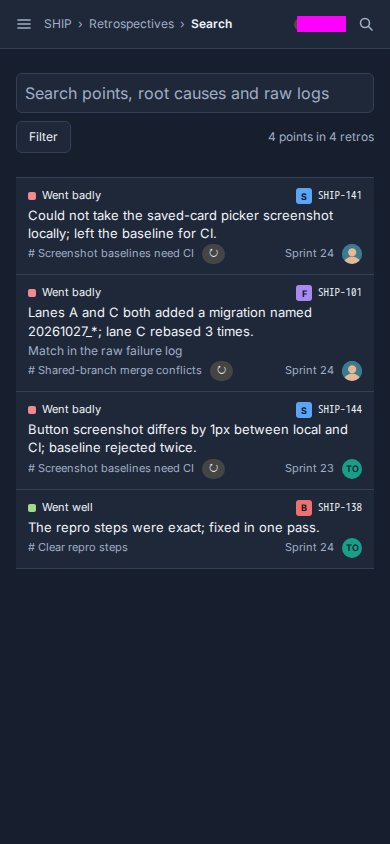 SHIP › Retrospectives › Search
Search points, root causes and raw logs
Filter
4 points in 4 retros
Went badly
S SHIP-141
Could not take the saved-card picker screenshot
locally; left the baseline for CI.
# Screenshot baselines need CI
Sprint 24
Went badly
F SHIP-101
Lanes A and C both added a migration named
20261027_*; lane C rebased 3 times.
Match in the raw failure log
# Shared-branch merge conflicts
Sprint 24
Went badly
S SHIP-144
Button screenshot differs by 1px between local and
CI; baseline rejected twice.
# Screenshot baselines need CI
Sprint 23 TO
Went well
B SHIP-138
The repro steps were exact; fixed in one pass.
# Clear repro steps
Sprint 24 TO